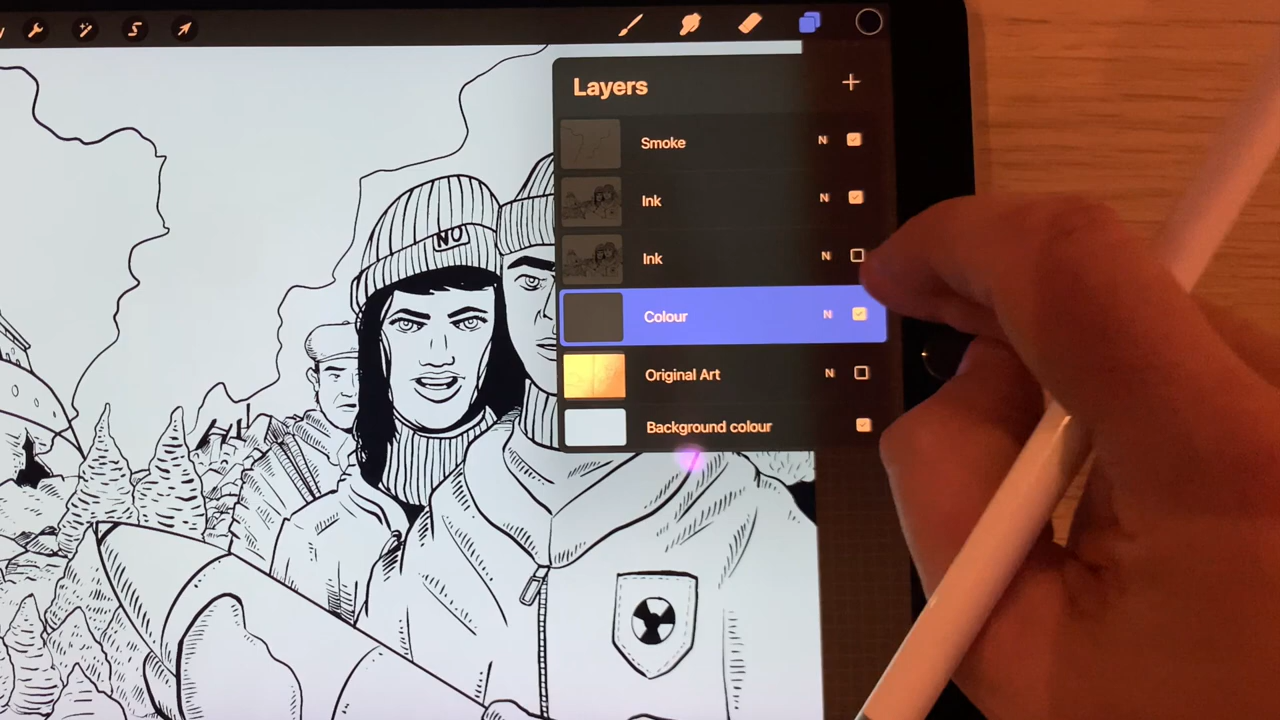 Layers
Smoke N
Ink N
Ink N
Colour N
Original Art N
Background colour
NO